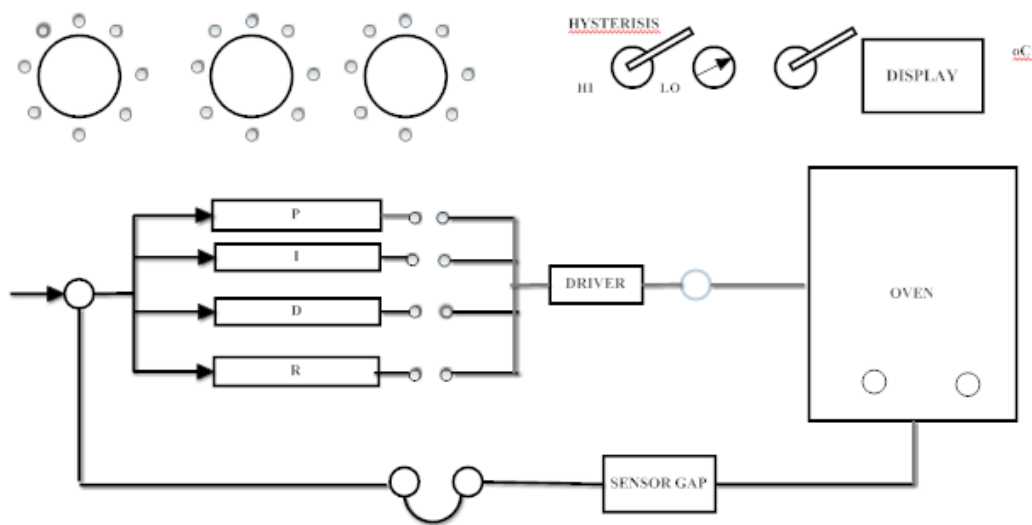 HYSTERISIS
HI
LO
DISPLAY
oC
P
I
D
R
DRIVER
OVEN
SENSOR GAP